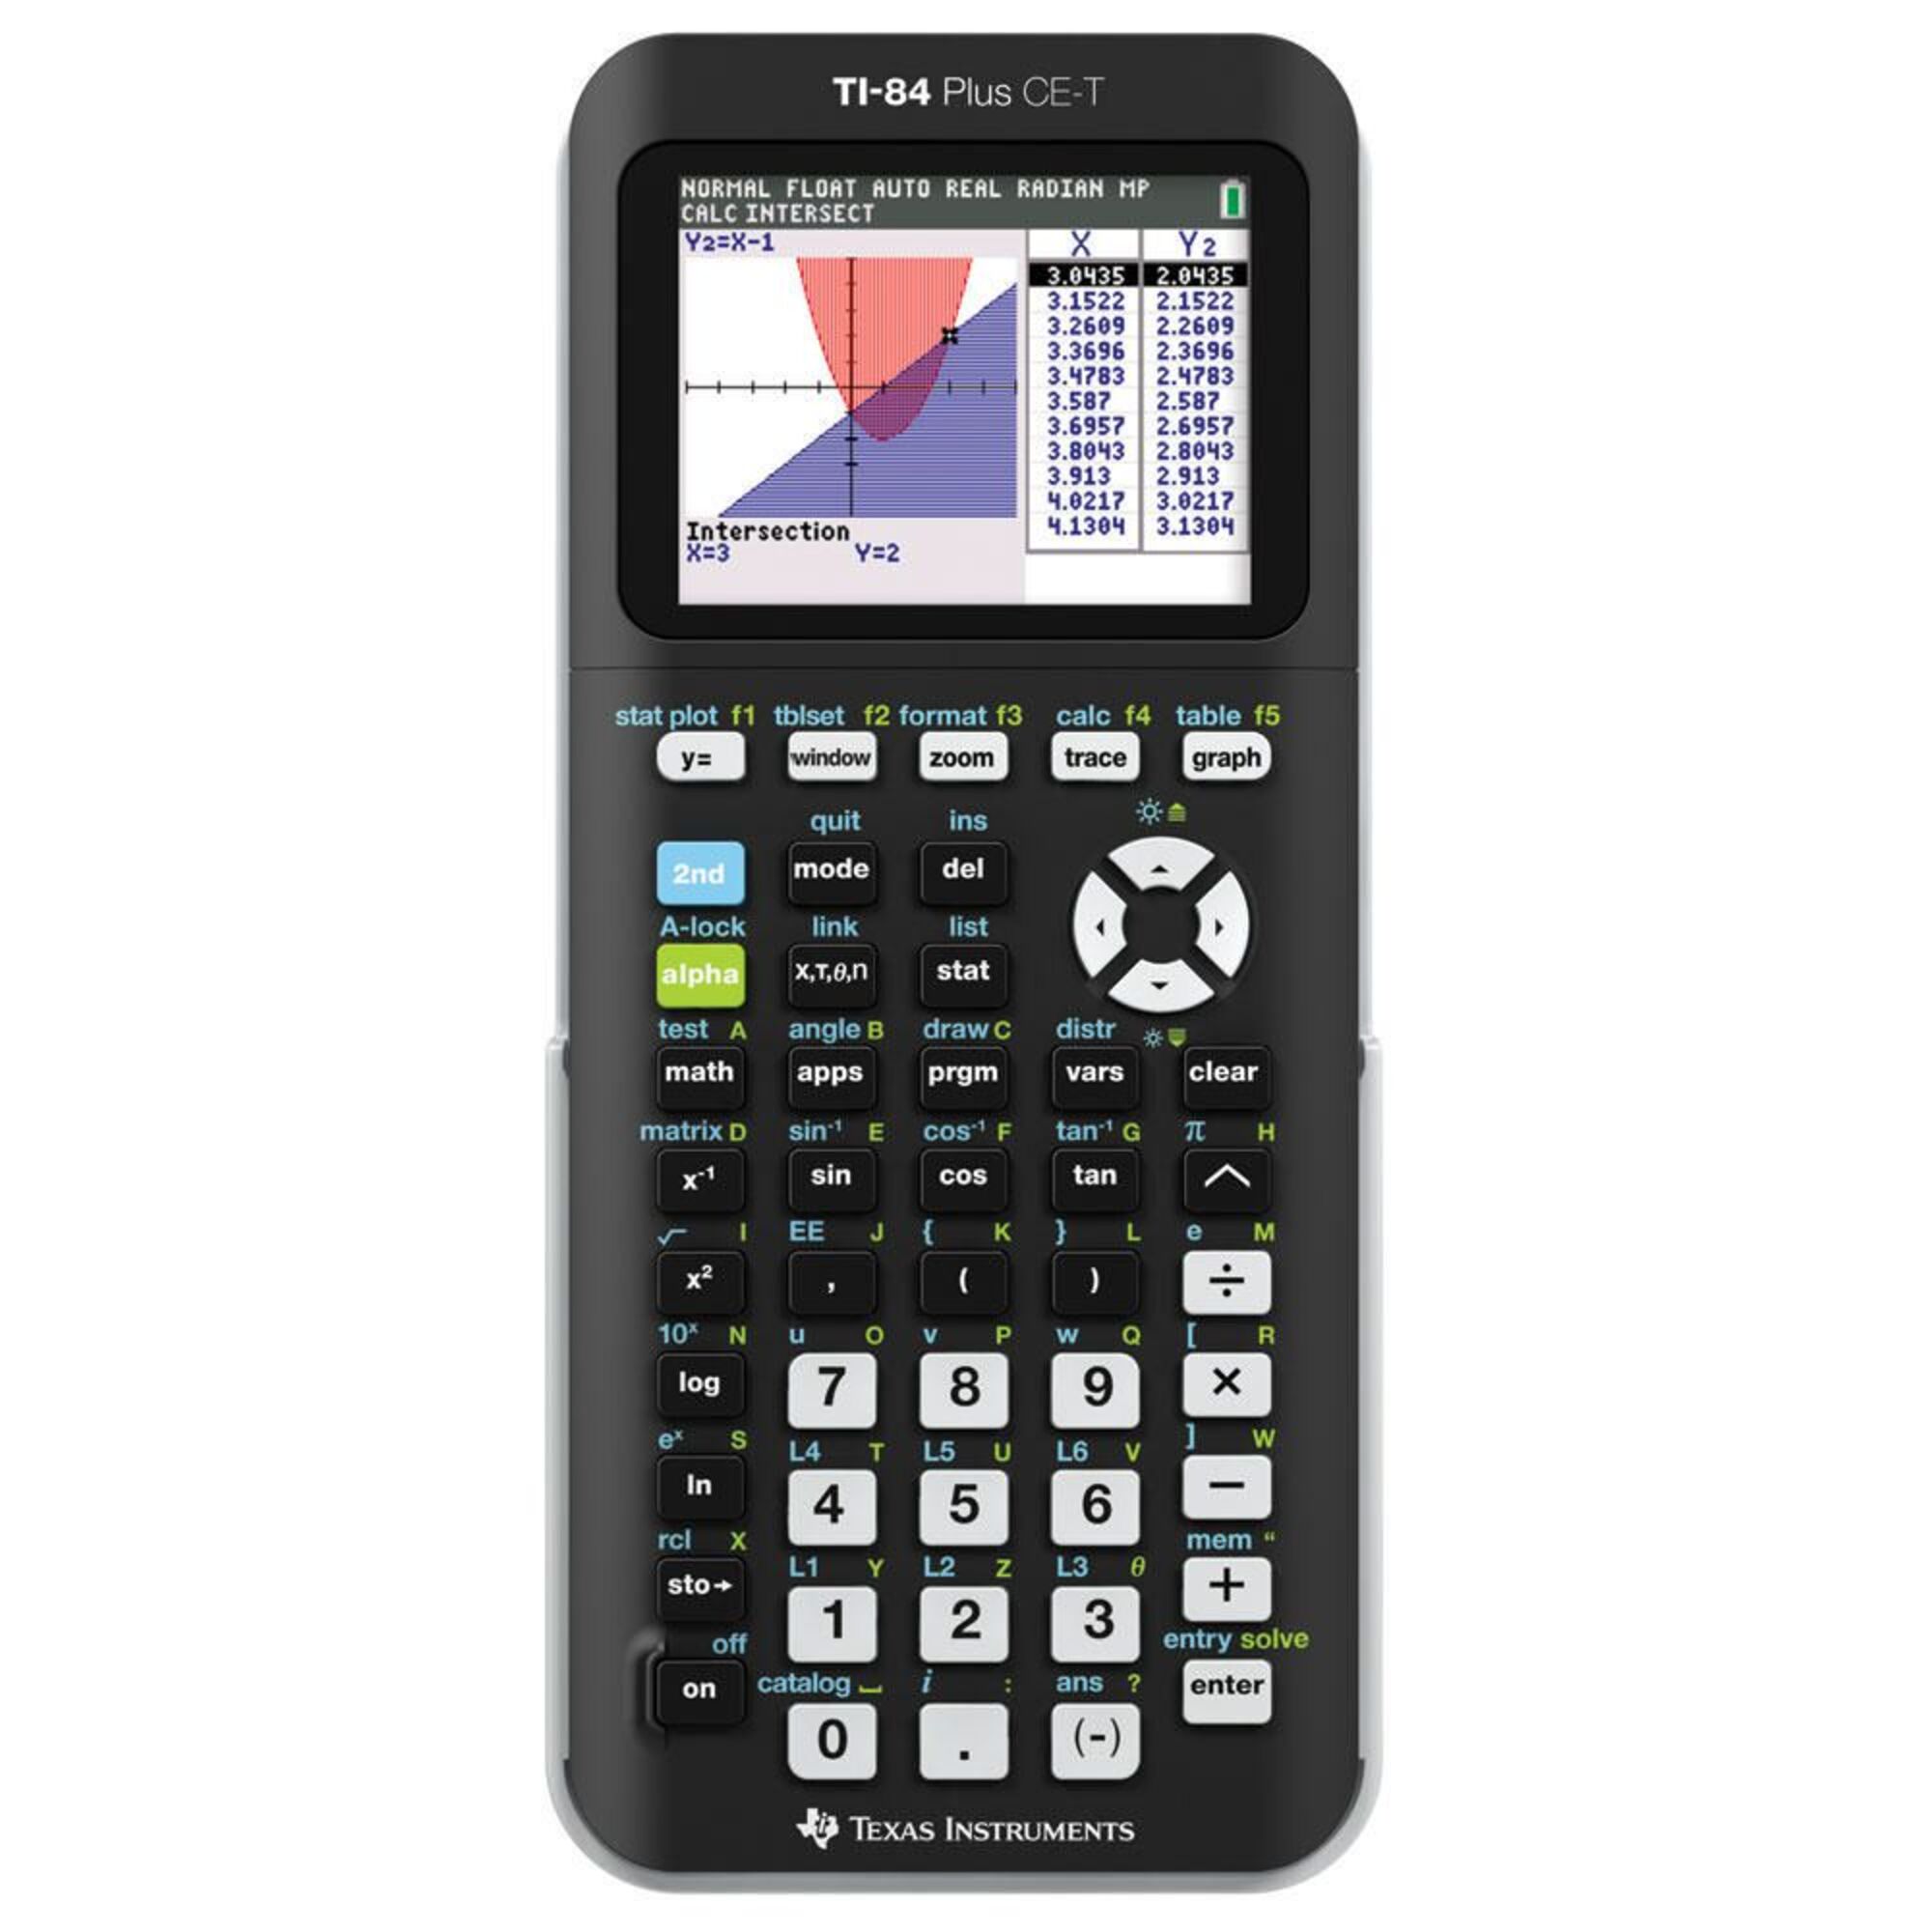 TI-84 Plus CE-T
NORMAL FLOAT AUTO REAL RADIAN MP
CALC INTERSECT
Y2=X-1
X Y2
3.0435 2.0435
3.1522 2.1522
3.2609 2.2609
3.3696 2.3696
3.4783 2.4783
3.587 2.587
3.6957 2.6957
3.8043 2.8043
3.913 2.913
4.0217 3.0217
4.1304 3.1304
Intersection
X=3 Y=2
stat plot f1 tblset f2 format f3 calc f4 table f5
y= window zoom trace graph
quit ins
2nd mode del
A-lock link list
alpha X,T,θ,n stat
test A angle B draw C distr
math apps prgm vars clear
matrix D sin⁻¹ E cos⁻¹ F tan⁻¹ G π H
x⁻¹ sin cos tan ^
√ I EE J { K } L e M
x² , ( ) ÷
10ˣ N u O v P w Q [ R
log 7 8 9 ×
eˣ S L4 T L5 U L6 V ] W
ln 4 5 6 −
rcl X L1 Y L2 Z L3 θ mem “
sto→ 1 2 3 +
off catalog ⎵ i : ans ? entry solve
on 0 . (-) enter
TEXAS INSTRUMENTS